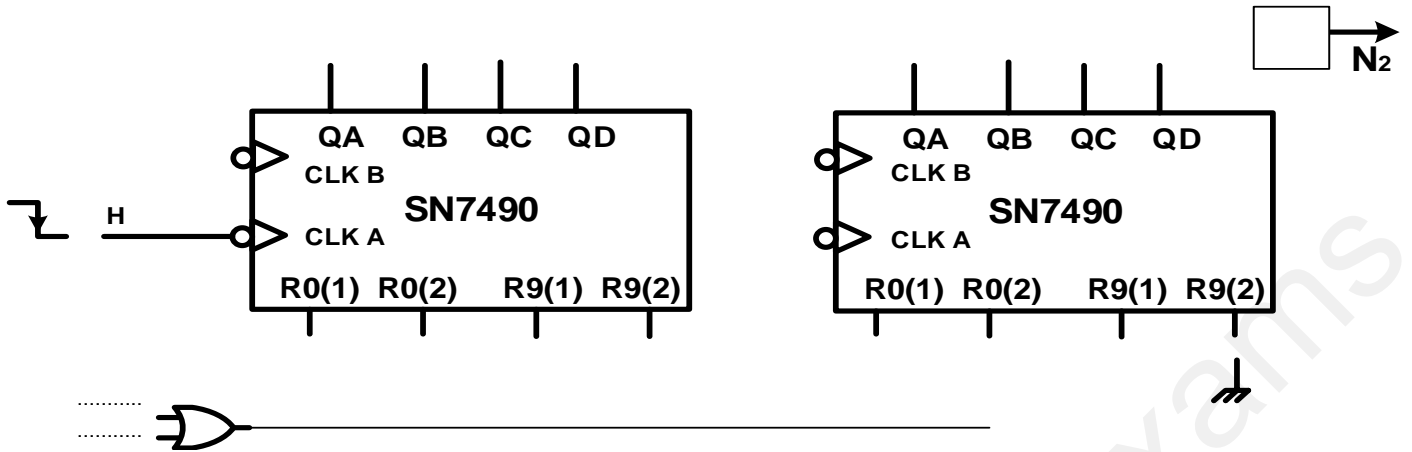 N2
QA QB QC QD
CLK B
SN7490
H
CLK A
R0(1) R0(2) R9(1) R9(2)
QA QB QC QD
CLK B
SN7490
CLK A
R0(1) R0(2) R9(1) R9(2)
xams